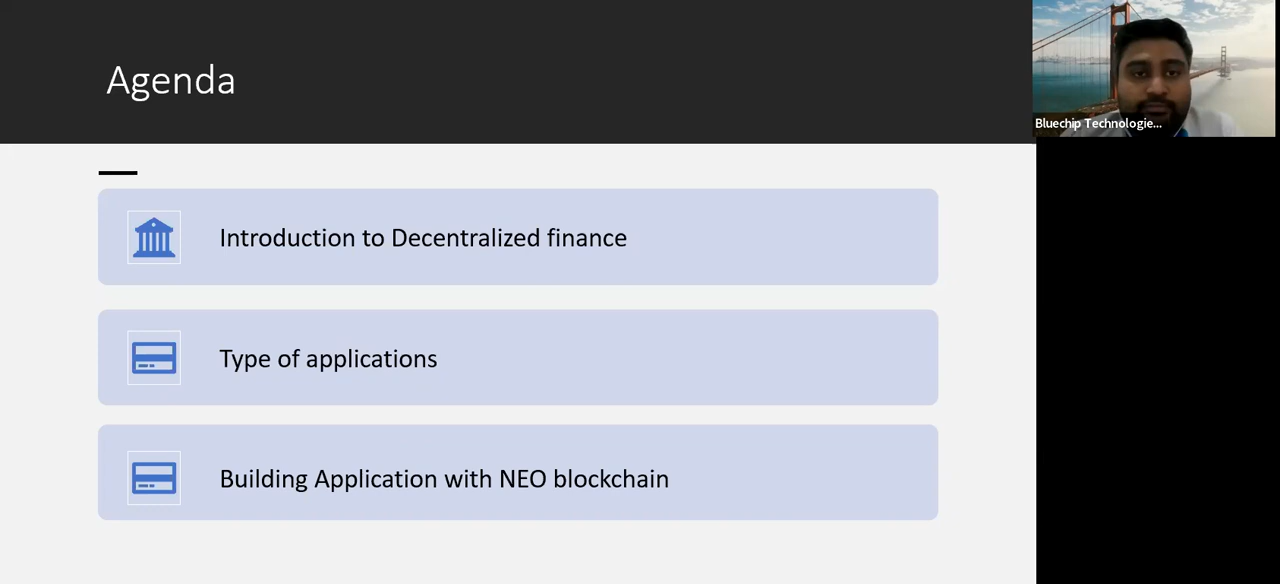 Agenda
Bluechip Technologie...
Introduction to Decentralized finance
Type of applications
Building Application with NEO blockchain